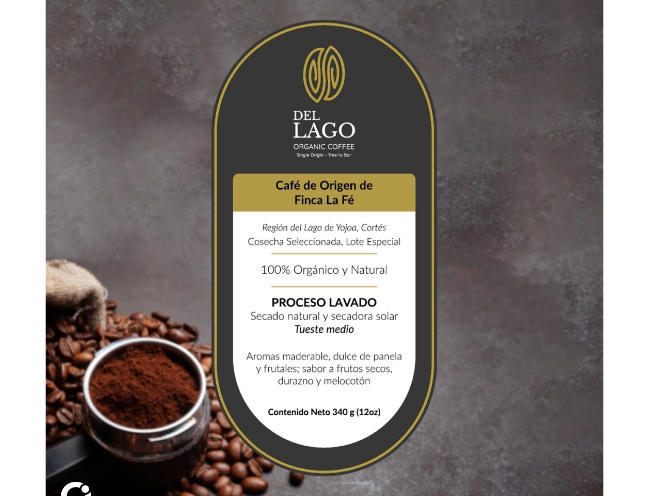 DEL
LAGO
ORGANIC COFFEE
Single Origin - Tree to Bar
Café de Origen de
Finca La Fé
Región del Lago de Yojoa, Cortés
Cosecha Seleccionada, Lote Especial
100% Orgánico y Natural
PROCESO LAVADO
Secado natural y secadora solar
Tueste medio
Aromas maderable, dulce de panela
y frutales; sabor a frutos secos,
durazno y melocotón
Contenido Neto 340 g (12oz)